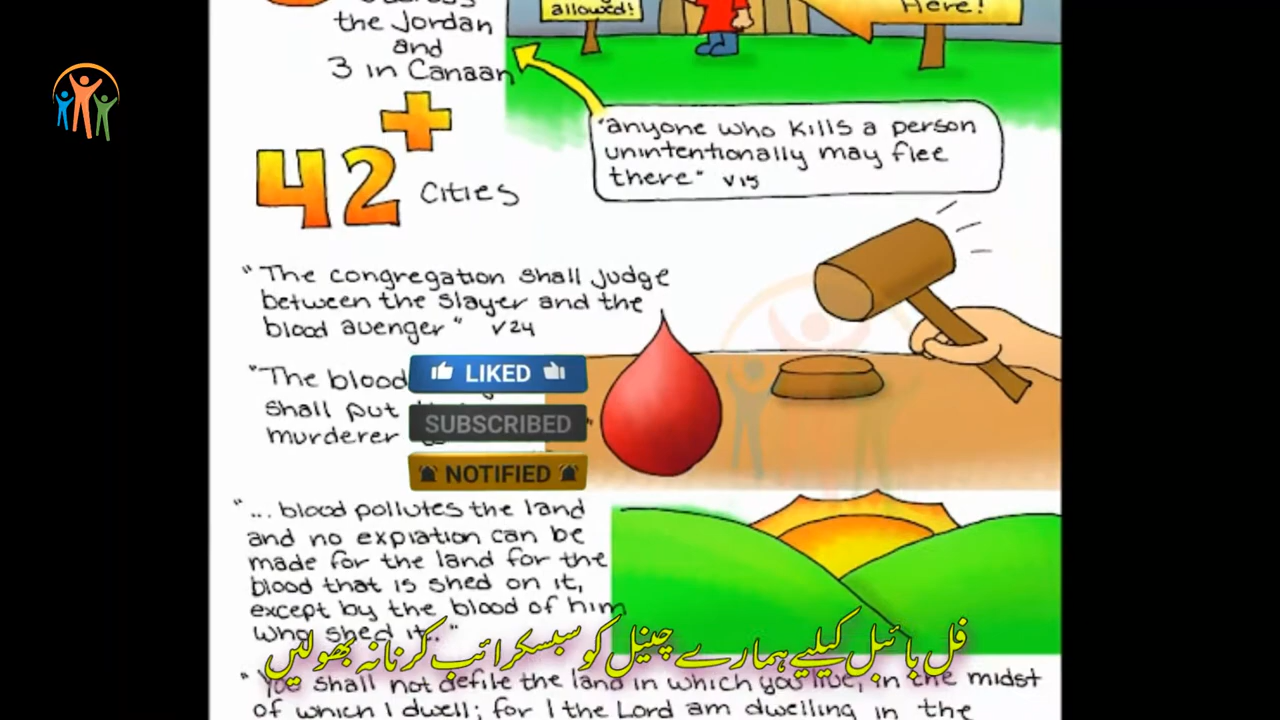 allowed!
Here!
the Jordan
and
3 in Canaan
42+ Cities
"anyone who kills a person
unintentionally may flee
there" v15
"The congregation shall judge
between the slayer and the
blood avenger" v24
"The blood
shall put
murderer
LIKED
SUBSCRIBED
NOTIFIED
"... blood pollutes the land
and no expiation can be
made for the land for the
blood that is shed on it,
except by the blood of him
who shed it."
فل بائبل کیلیے ہمارے چینل کو سبسکرائب کرنا نہ بھولیں
"You shall not defile the land in which you live, in the midst
of which I dwell; for I the Lord am dwelling in the